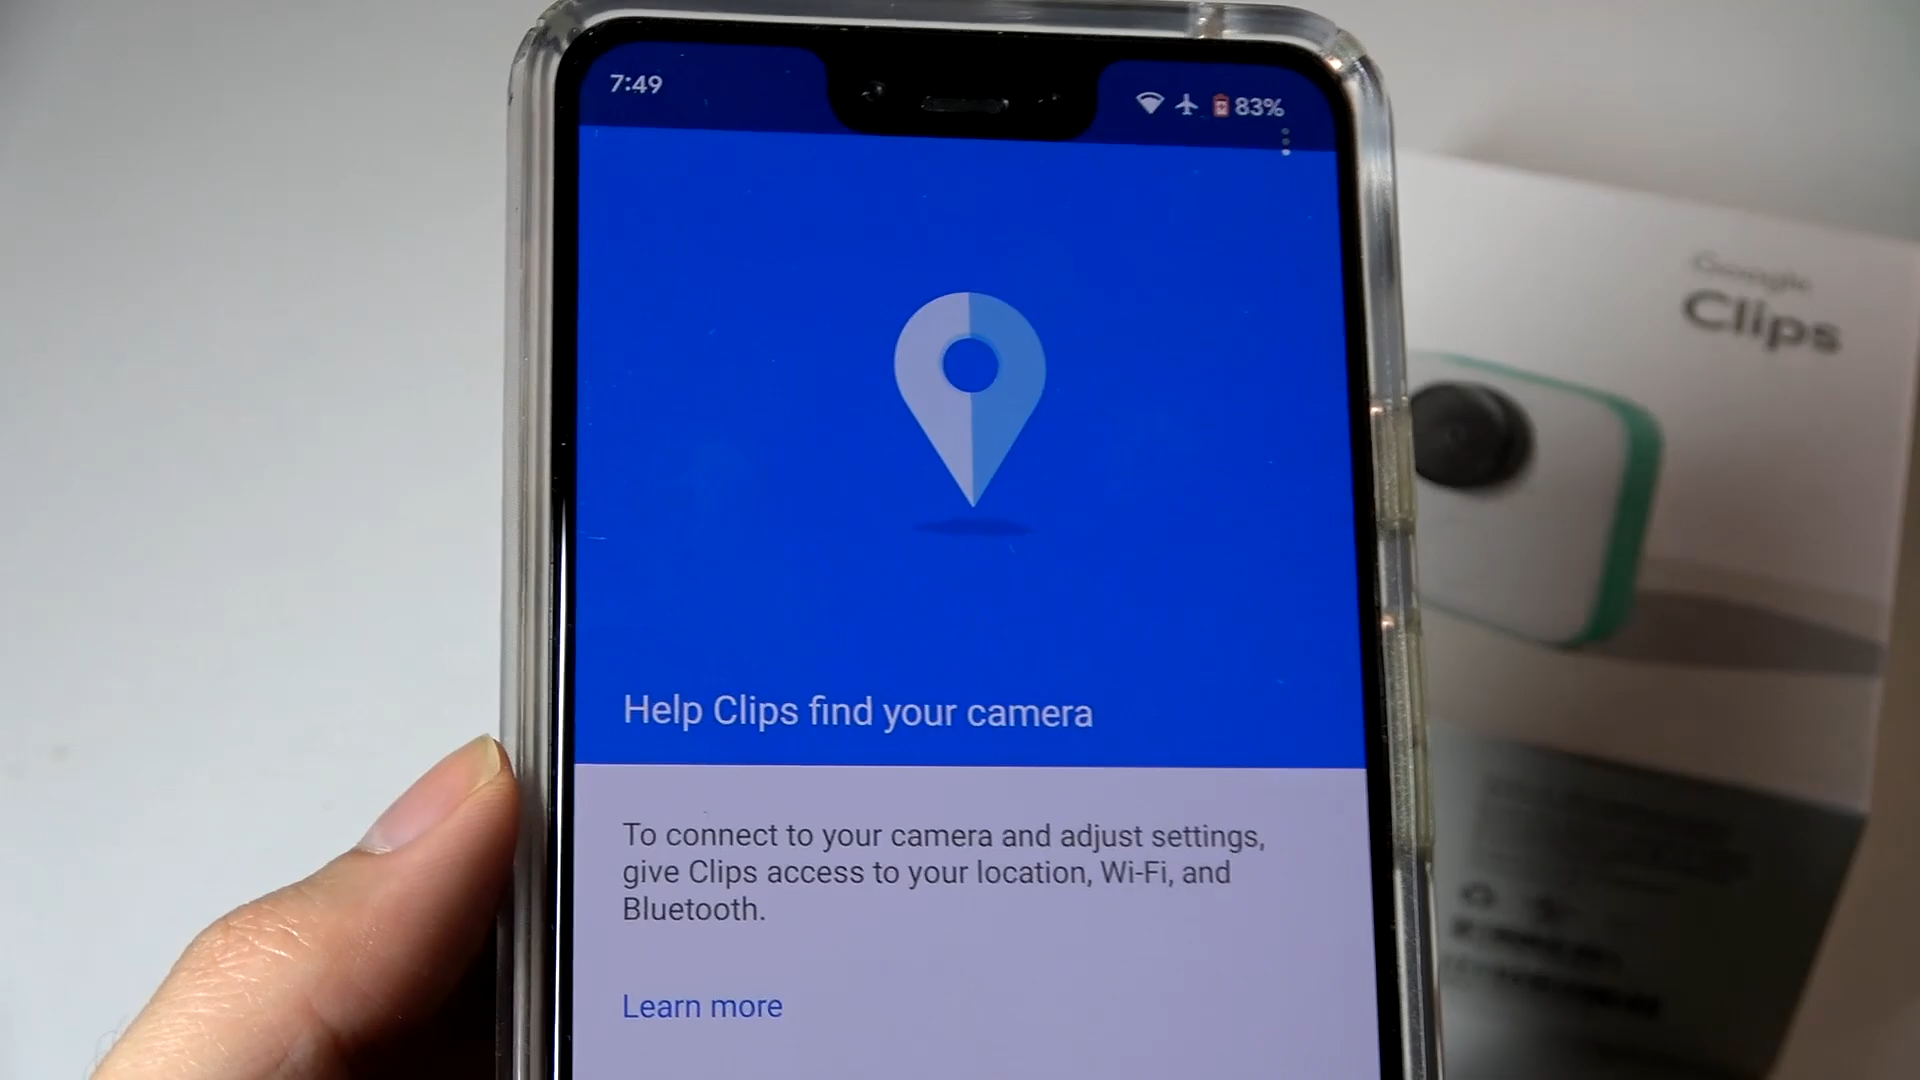 7:49
83%
Google
Clips
Help Clips find your camera
To connect to your camera and adjust settings,
give Clips access to your location, Wi-Fi, and
Bluetooth.
Learn more